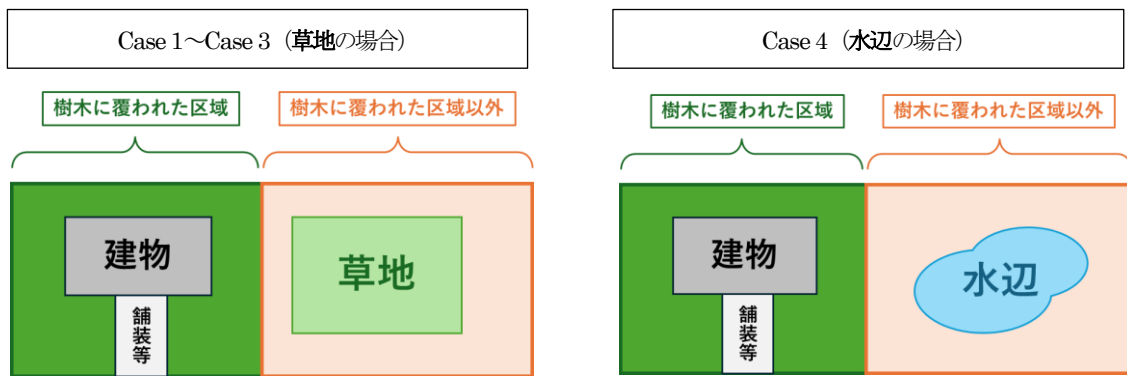 Case 1～Case 3（草地の場合）
樹木に覆われた区域
樹木に覆われた区域以外
建物
舗装等
草地
Case 4（水辺の場合）
樹木に覆われた区域
樹木に覆われた区域以外
建物
舗装等
水辺